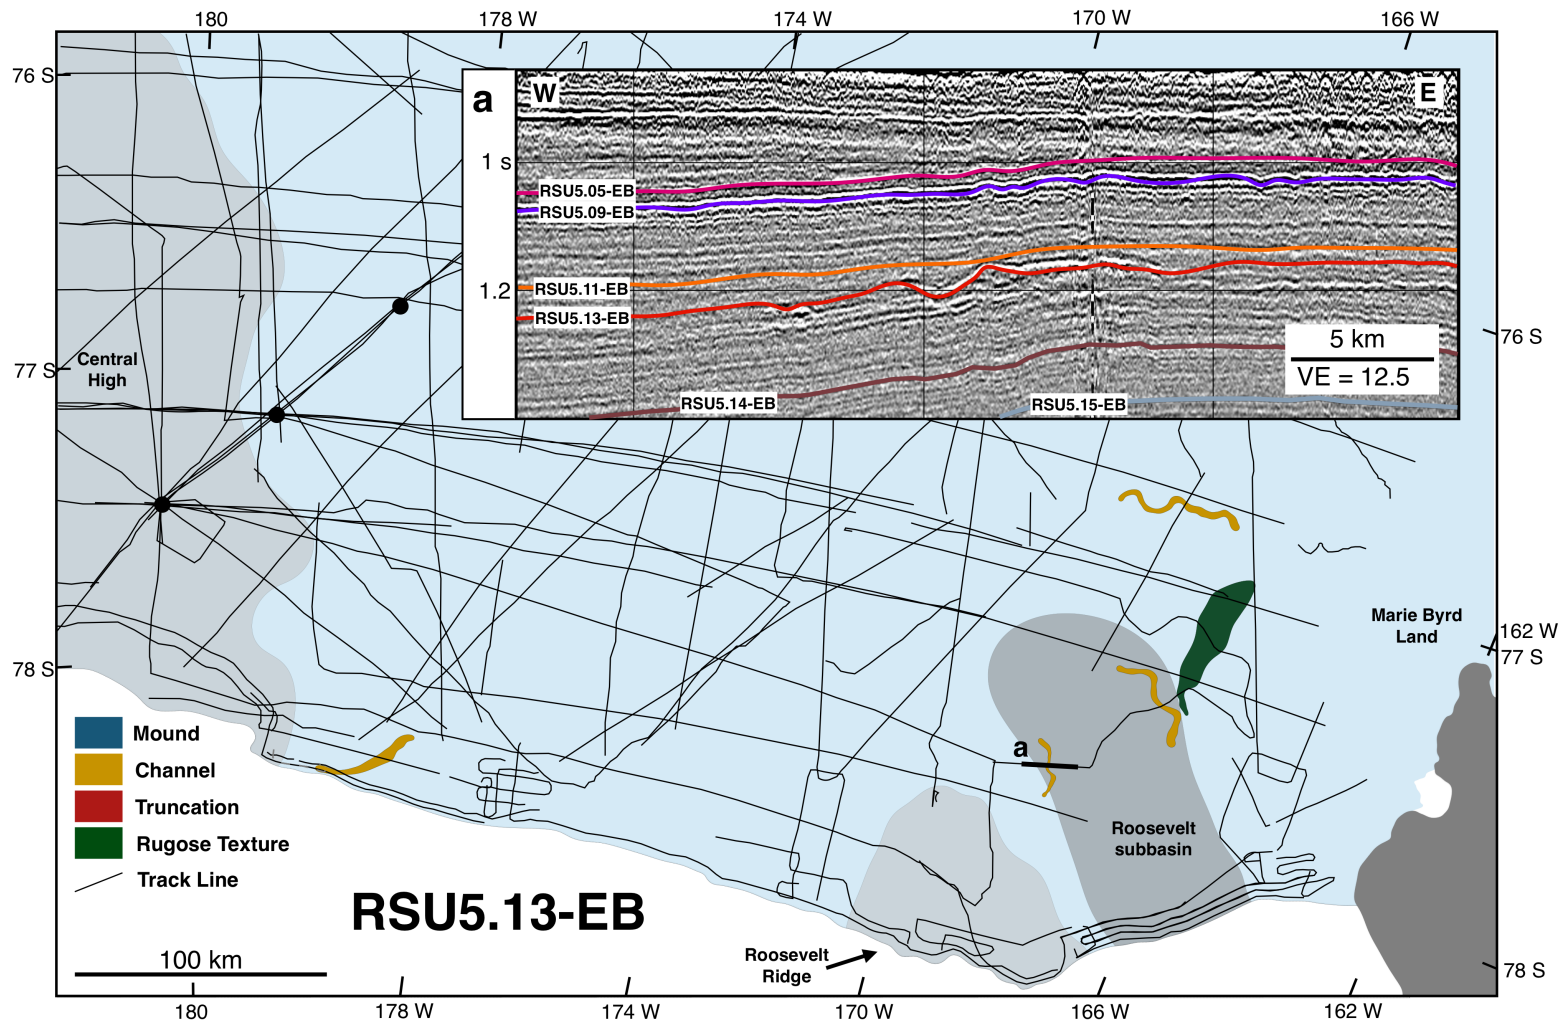 180
178 W
174 W
170 W
166 W
76 S
a
W
E
1 s
RSU5.05-EB
RSU5.09-EB
RSU5.11-EB
1.2
RSU5.13-EB
5 km
VE = 12.5
RSU5.14-EB
RSU5.15-EB
76 S
Central
High
77 S
Marie Byrd
Land
162 W
77 S
78 S
Mound
Channel
Truncation
Rugose Texture
Track Line
a
Roosevelt
subbasin
RSU5.13-EB
100 km
Roosevelt
Ridge
78 S
180
178 W
174 W
170 W
166 W
162 W